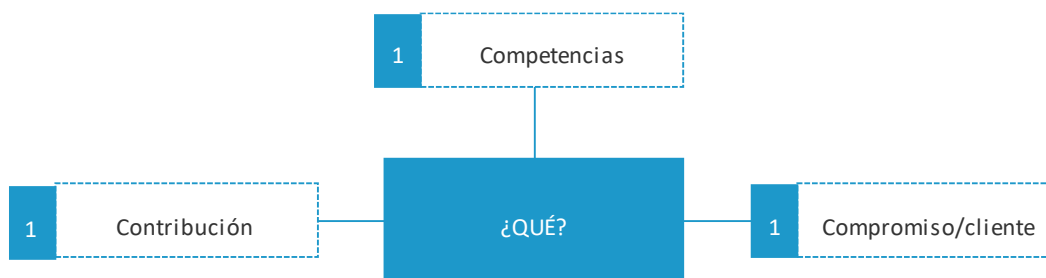 1 Competencias
1 Contribución
¿QUÉ?
1 Compromiso/cliente